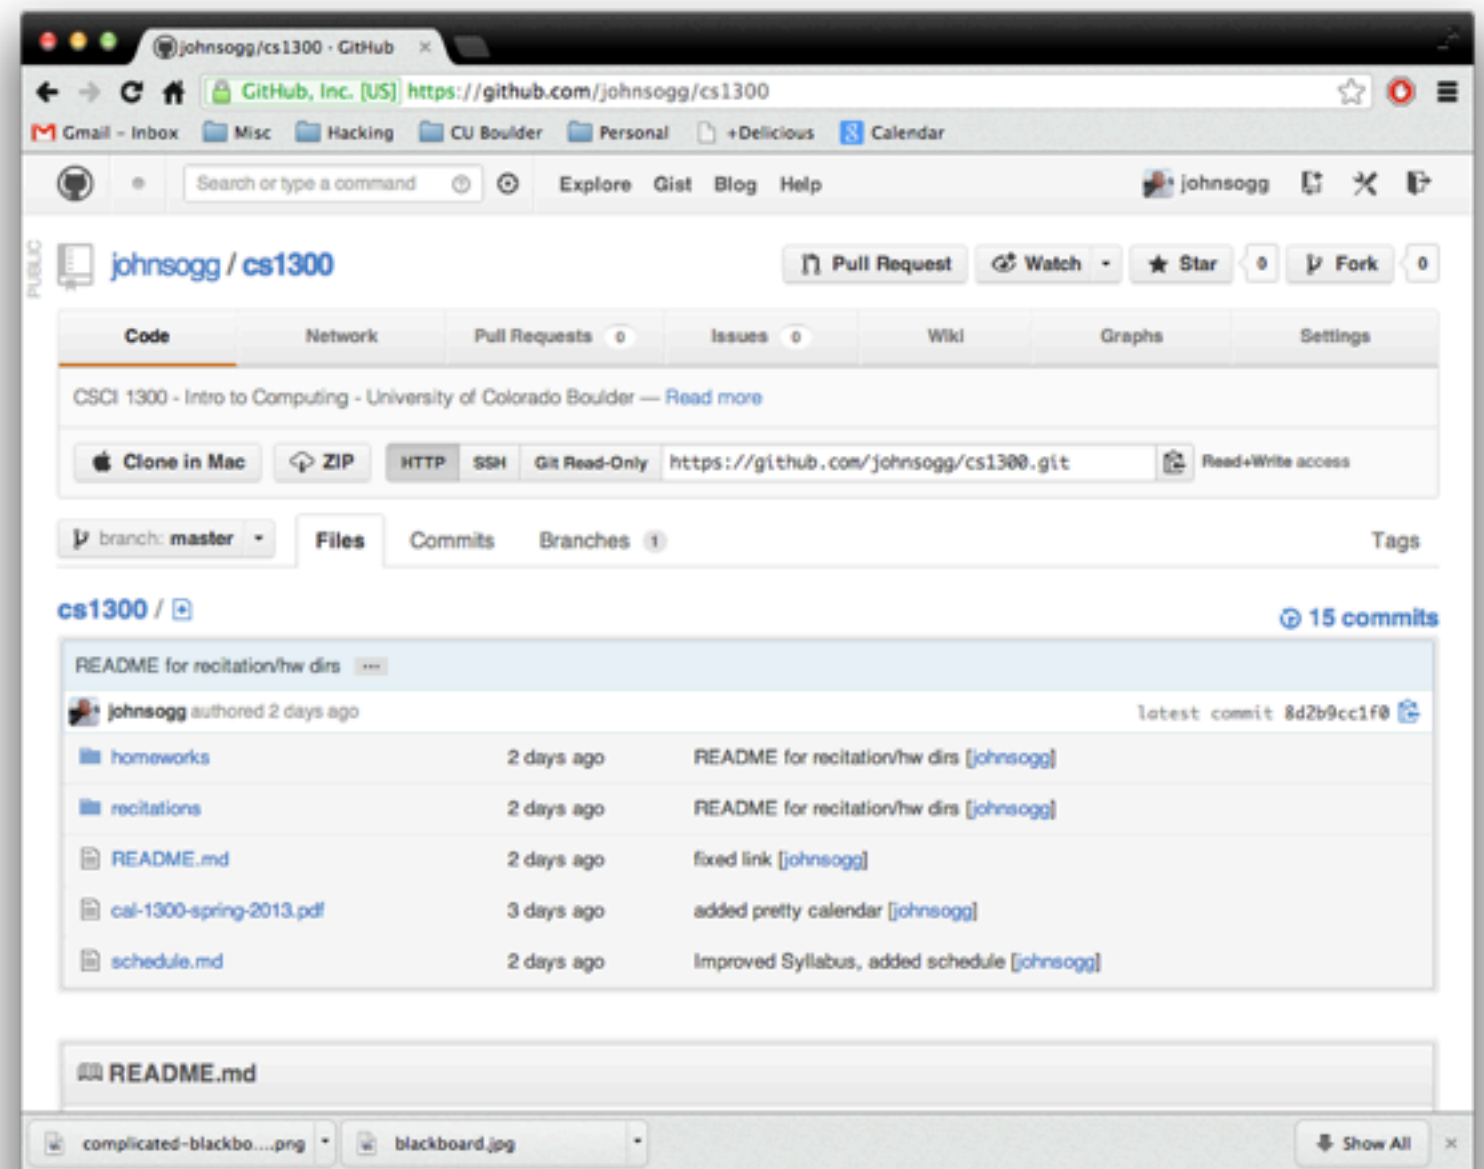 johnsogg/cs1300 · GitHub ×
GitHub, Inc. [US] https://github.com/johnsogg/cs1300
Gmail - Inbox Misc Hacking CU Boulder Personal +Delicious 8 Calendar
Search or type a command Explore Gist Blog Help johnsogg
PUBLIC
johnsogg / cs1300 Pull Request Watch Star 0 Fork 0
Code Network Pull Requests 0 Issues 0 Wiki Graphs Settings
CSCI 1300 - Intro to Computing - University of Colorado Boulder — Read more
Clone in Mac ZIP HTTP SSH Git Read-Only https://github.com/johnsogg/cs1300.git Read+Write access
branch: master Files Commits Branches 1 Tags
cs1300 / 15 commits
README for recitation/hw dirs ...
johnsogg authored 2 days ago latest commit 8d2b9cc1f0
homeworks 2 days ago README for recitation/hw dirs [johnsogg]
recitations 2 days ago README for recitation/hw dirs [johnsogg]
README.md 2 days ago fixed link [johnsogg]
cal-1300-spring-2013.pdf 3 days ago added pretty calendar [johnsogg]
schedule.md 2 days ago Improved Syllabus, added schedule [johnsogg]
README.md
complicated-blackbo....png blackboard.jpg Show All ×